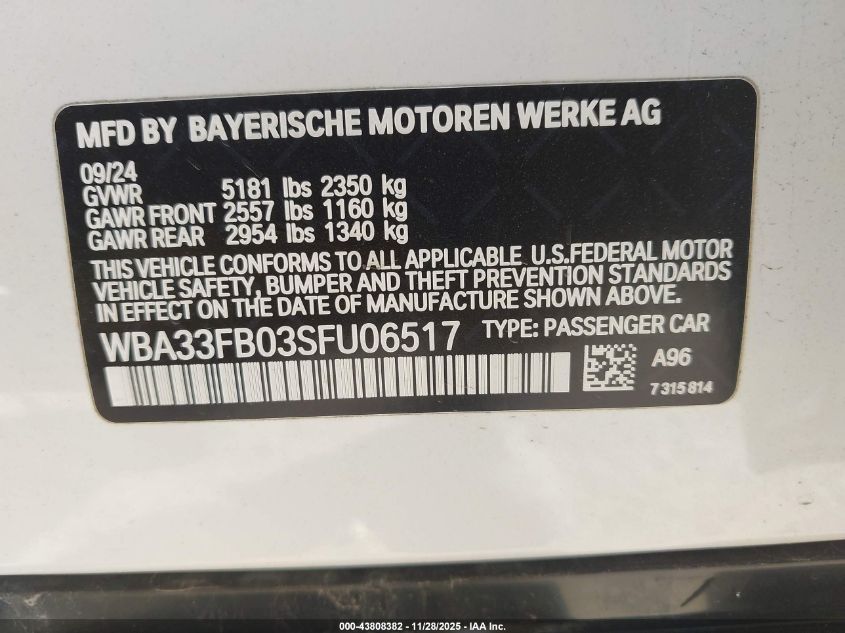 MFD BY BAYERISCHE MOTOREN WERKE AG
09/24
GVWR 5181 lbs 2350 kg
GAWR FRONT 2557 lbs 1160 kg
GAWR REAR 2954 lbs 1340 kg
THIS VEHICLE CONFORMS TO ALL APPLICABLE U.S.FEDERAL MOTOR
VEHICLE SAFETY, BUMPER AND THEFT PREVENTION STANDARDS
IN EFFECT ON THE DATE OF MANUFACTURE SHOWN ABOVE.
WBA33FB03SFU06517 TYPE: PASSENGER CAR
A96
7315814
000-43808382 - 11/28/2025 - IAA Inc.